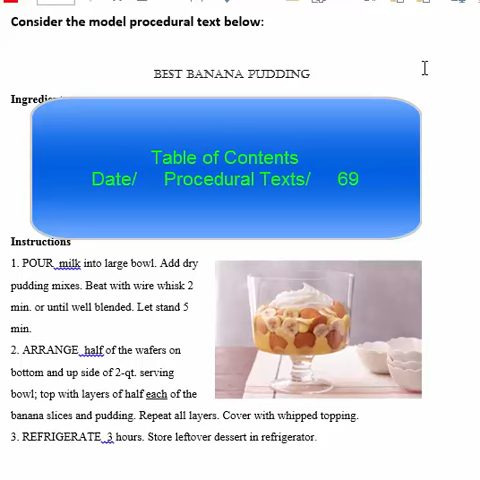 Consider the model procedural text below:
BEST BANANA PUDDING
Table of Contents
Date/ Procedural Texts/ 69
Instructions
1. POUR milk into large bowl. Add dry
pudding mixes. Beat with wire whisk 2
min. or until well blended. Let stand 5
min.
2. ARRANGE half of the wafers on
bottom and up side of 2-qt. serving
bowl; top with layers of half each of the
banana slices and pudding. Repeat all layers. Cover with whipped topping.
3. REFRIGERATE 3 hours. Store leftover dessert in refrigerator.